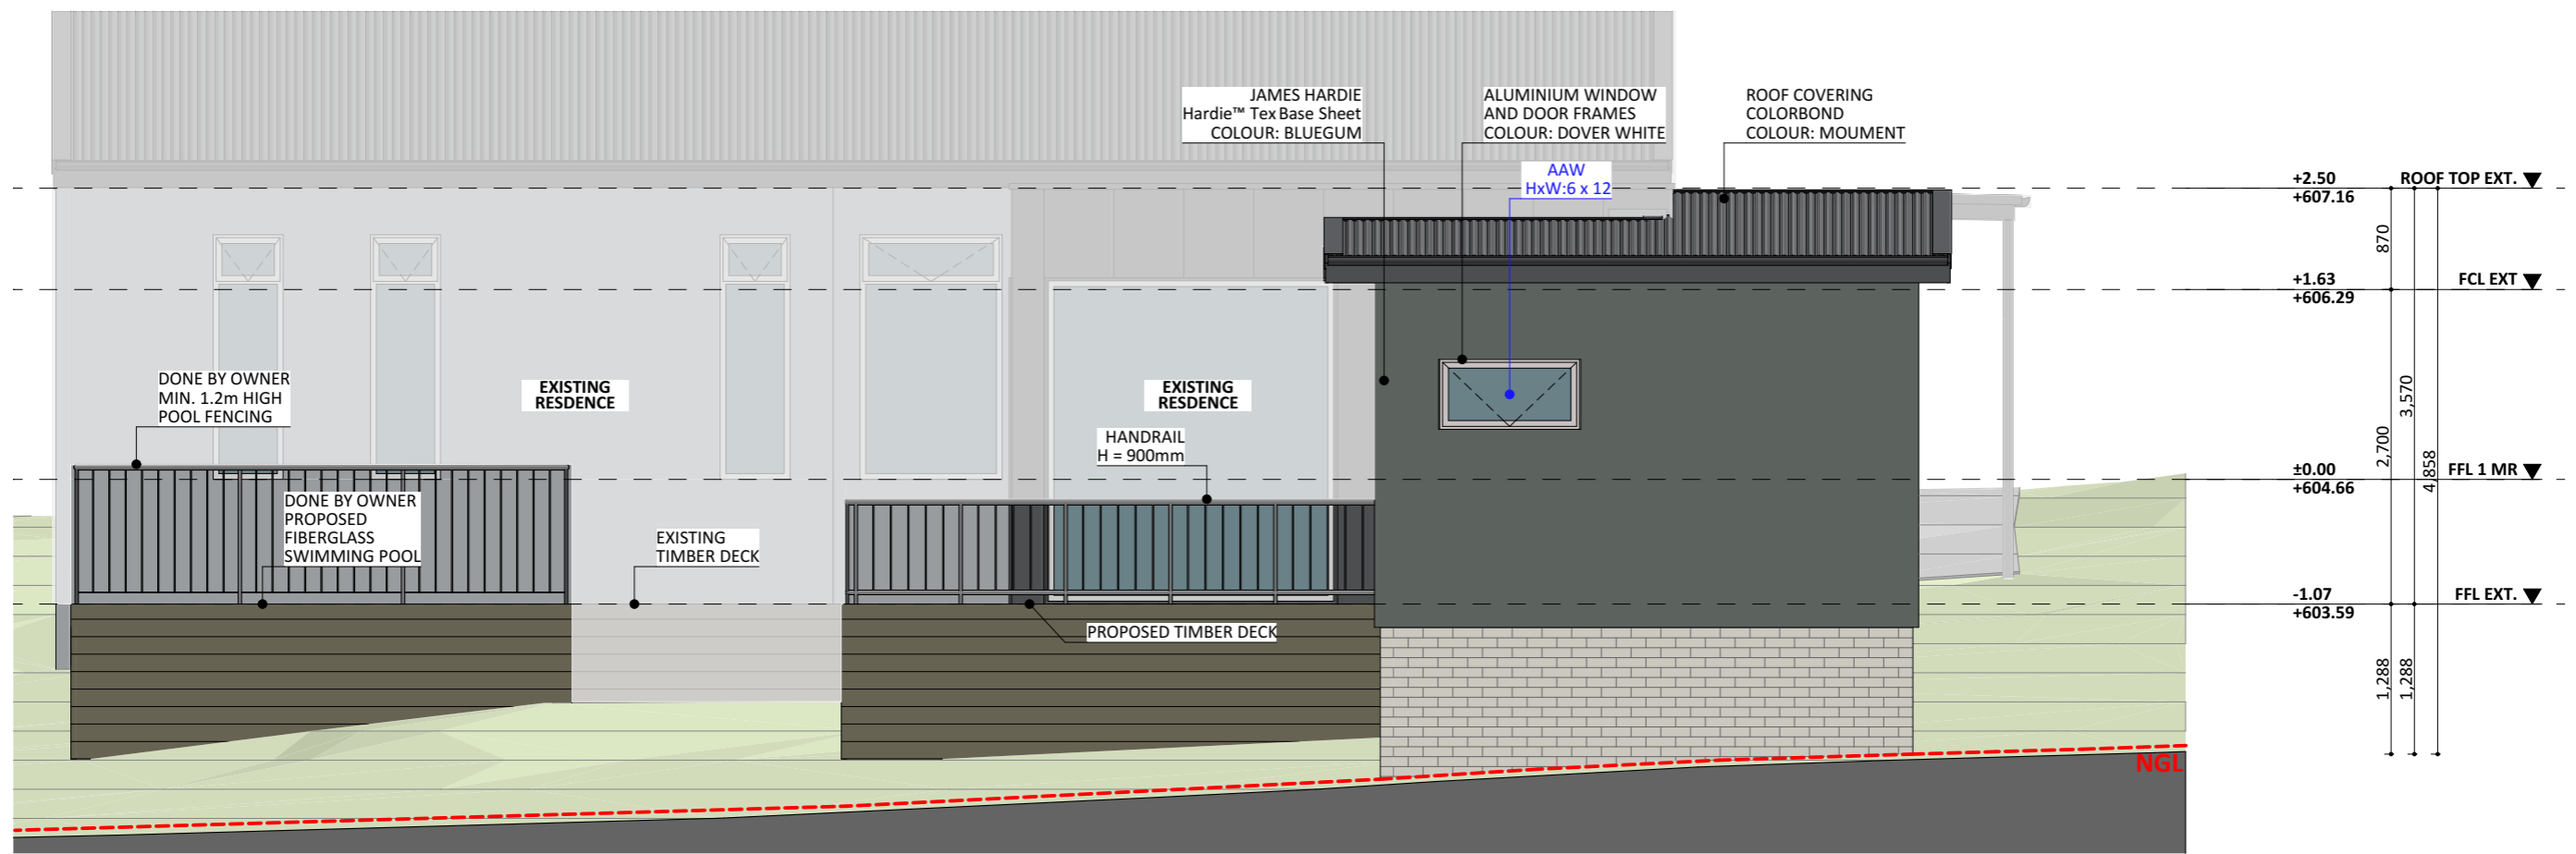 JAMES HARDIE
Hardie™ Tex Base Sheet
COLOUR: BLUEGUM
ALUMINIUM WINDOW
AND DOOR FRAMES
COLOUR: DOVER WHITE
ROOF COVERING
COLORBOND
COLOUR: MOUMENT
AAW
HxW:6 x 12
+2.50 ROOF TOP EXT.
+607.16
870
+1.63 FCL EXT
+606.29
DONE BY OWNER
MIN. 1.2m HIGH
POOL FENCING
EXISTING
RESDENCE
EXISTING
RESDENCE
HANDRAIL
H = 900mm
3,570
2,700
4,858
±0.00 FFL 1 MR
+604.66
DONE BY OWNER
PROPOSED
FIBERGLASS
SWIMMING POOL
EXISTING
TIMBER DECK
-1.07 FFL EXT.
+603.59
PROPOSED TIMBER DECK
1,288
1,288
NGL